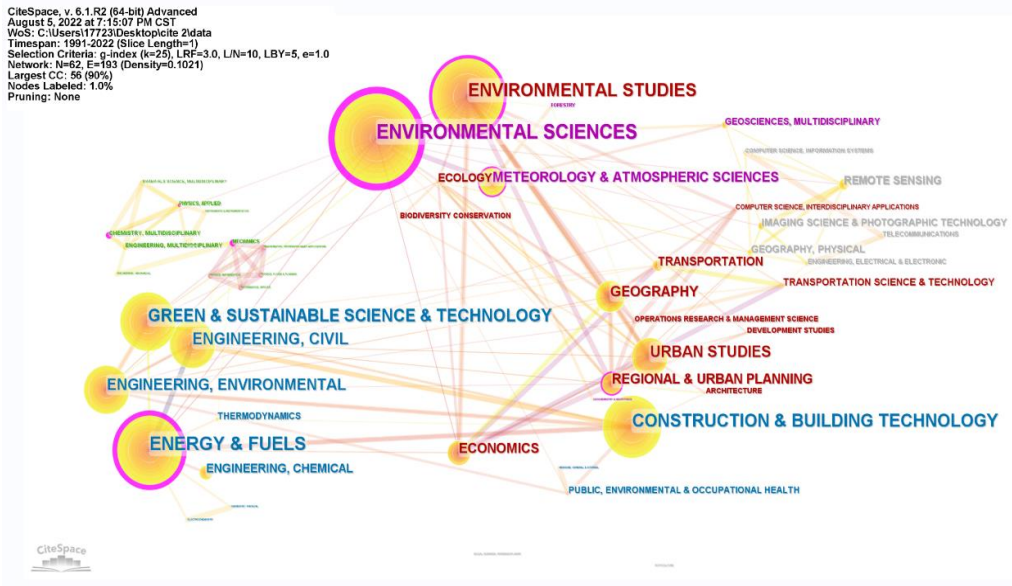 CiteSpace, v. 6.1.R2 (64-bit) Advanced
August 5, 2022 at 7:15:07 PM CST
WoS: C:\Users\17723\Desktop\cite 2\data
Timespan: 1991-2022 (Slice Length=1)
Selection Criteria: g-index (k=25), LRF=3.0, L/N=10, LBY=5, e=1.0
Network: N=62, E=193 (Density=0.1021)
Largest CC: 56 (90%)
Nodes Labeled: 1.0%
Pruning: None
ENVIRONMENTAL STUDIES
FORESTRY
GEOSCIENCES, MULTIDISCIPLINARY
ENVIRONMENTAL SCIENCES
COMPUTER SCIENCE, INFORMATION SYSTEMS
ECOLOGY
METEOROLOGY & ATMOSPHERIC SCIENCES
REMOTE SENSING
PHYSICS, APPLIED
COMPUTER SCIENCE, INTERDISCIPLINARY APPLICATIONS
BIODIVERSITY CONSERVATION
IMAGING SCIENCE & PHOTOGRAPHIC TECHNOLOGY
CHEMISTRY, MULTIDISCIPLINARY
TELECOMMUNICATIONS
ENGINEERING, MULTIDISCIPLINARY
MECHANICS
GEOGRAPHY, PHYSICAL
TRANSPORTATION
ENGINEERING, ELECTRICAL & ELECTRONIC
TRANSPORTATION SCIENCE & TECHNOLOGY
GEOGRAPHY
GREEN & SUSTAINABLE SCIENCE & TECHNOLOGY
OPERATIONS RESEARCH & MANAGEMENT SCIENCE
DEVELOPMENT STUDIES
ENGINEERING, CIVIL
URBAN STUDIES
REGIONAL & URBAN PLANNING
ENGINEERING, ENVIRONMENTAL
ARCHITECTURE
THERMODYNAMICS
CONSTRUCTION & BUILDING TECHNOLOGY
ENERGY & FUELS
ECONOMICS
ENGINEERING, CHEMICAL
PUBLIC, ENVIRONMENTAL & OCCUPATIONAL HEALTH
CiteSpace